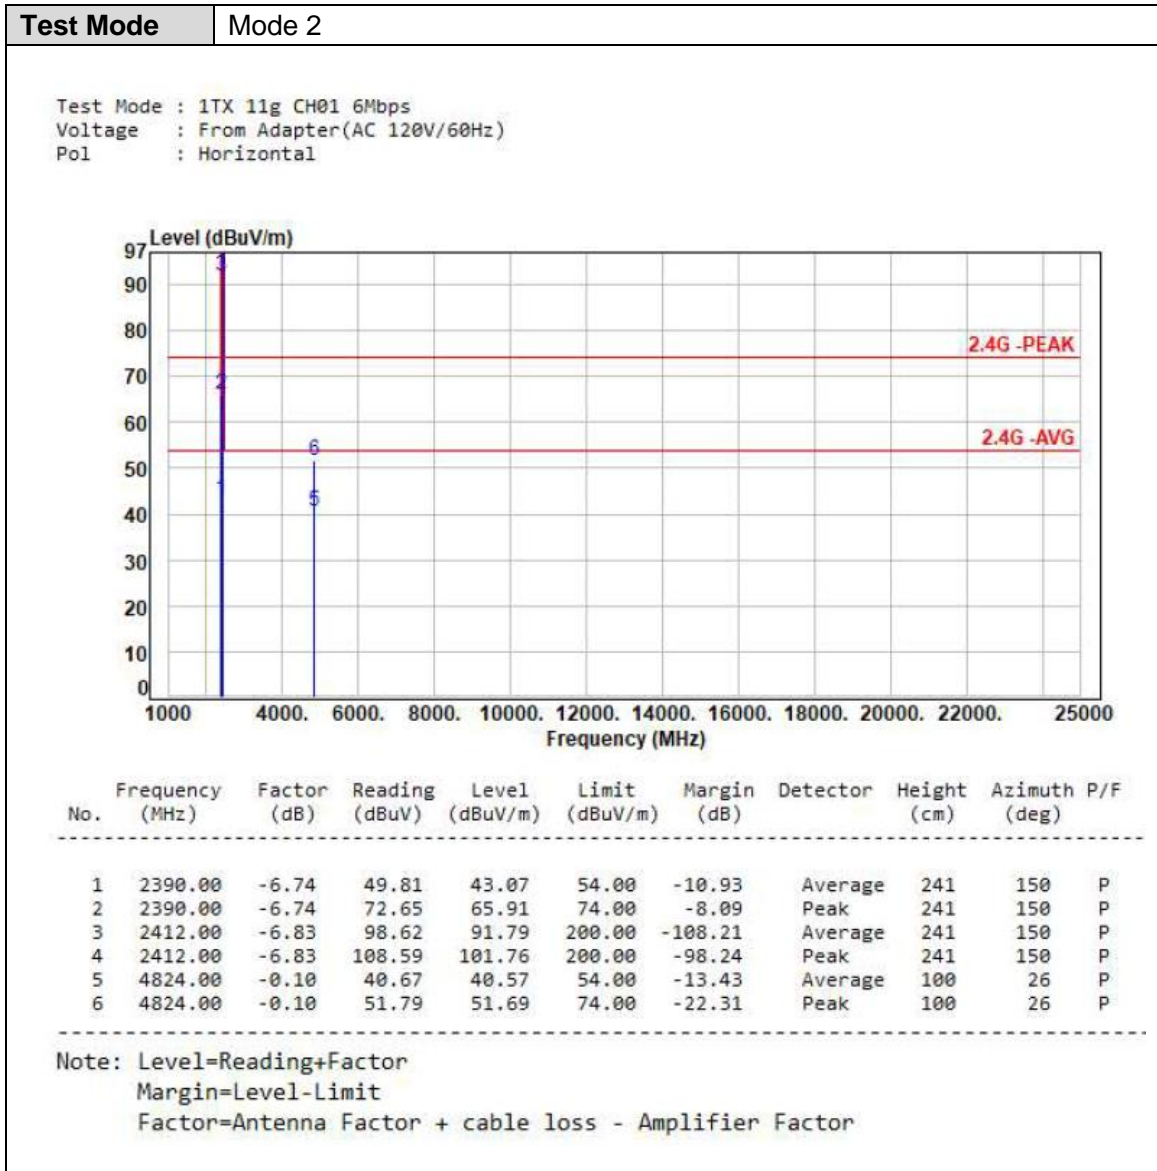 Test Mode Mode 2
Test Mode : 1TX 11g CH01 6Mbps
Voltage : From Adapter(AC 120V/60Hz)
Pol : Horizontal
Level (dBuV/m)
97
90
80
70
60
50
40
30
20
10
0
3
2
1
6
5
2.4G -PEAK
2.4G -AVG
1000 4000. 6000. 8000. 10000. 12000. 14000. 16000. 18000. 20000. 22000. 25000
Frequency (MHz)
Frequency Factor Reading Level Limit Margin Detector Height Azimuth P/F
No. (MHz) (dB) (dBuV) (dBuV/m) (dBuV/m) (dB) (cm) (deg)
1 2390.00 -6.74 49.81 43.07 54.00 -10.93 Average 241 150 P
2 2390.00 -6.74 72.65 65.91 74.00 -8.09 Peak 241 150 P
3 2412.00 -6.83 98.62 91.79 200.00 -108.21 Average 241 150 P
4 2412.00 -6.83 108.59 101.76 200.00 -98.24 Peak 241 150 P
5 4824.00 -0.10 40.67 40.57 54.00 -13.43 Average 100 26 P
6 4824.00 -0.10 51.79 51.69 74.00 -22.31 Peak 100 26 P
Note: Level=Reading+Factor
Margin=Level-Limit
Factor=Antenna Factor + cable loss - Amplifier Factor